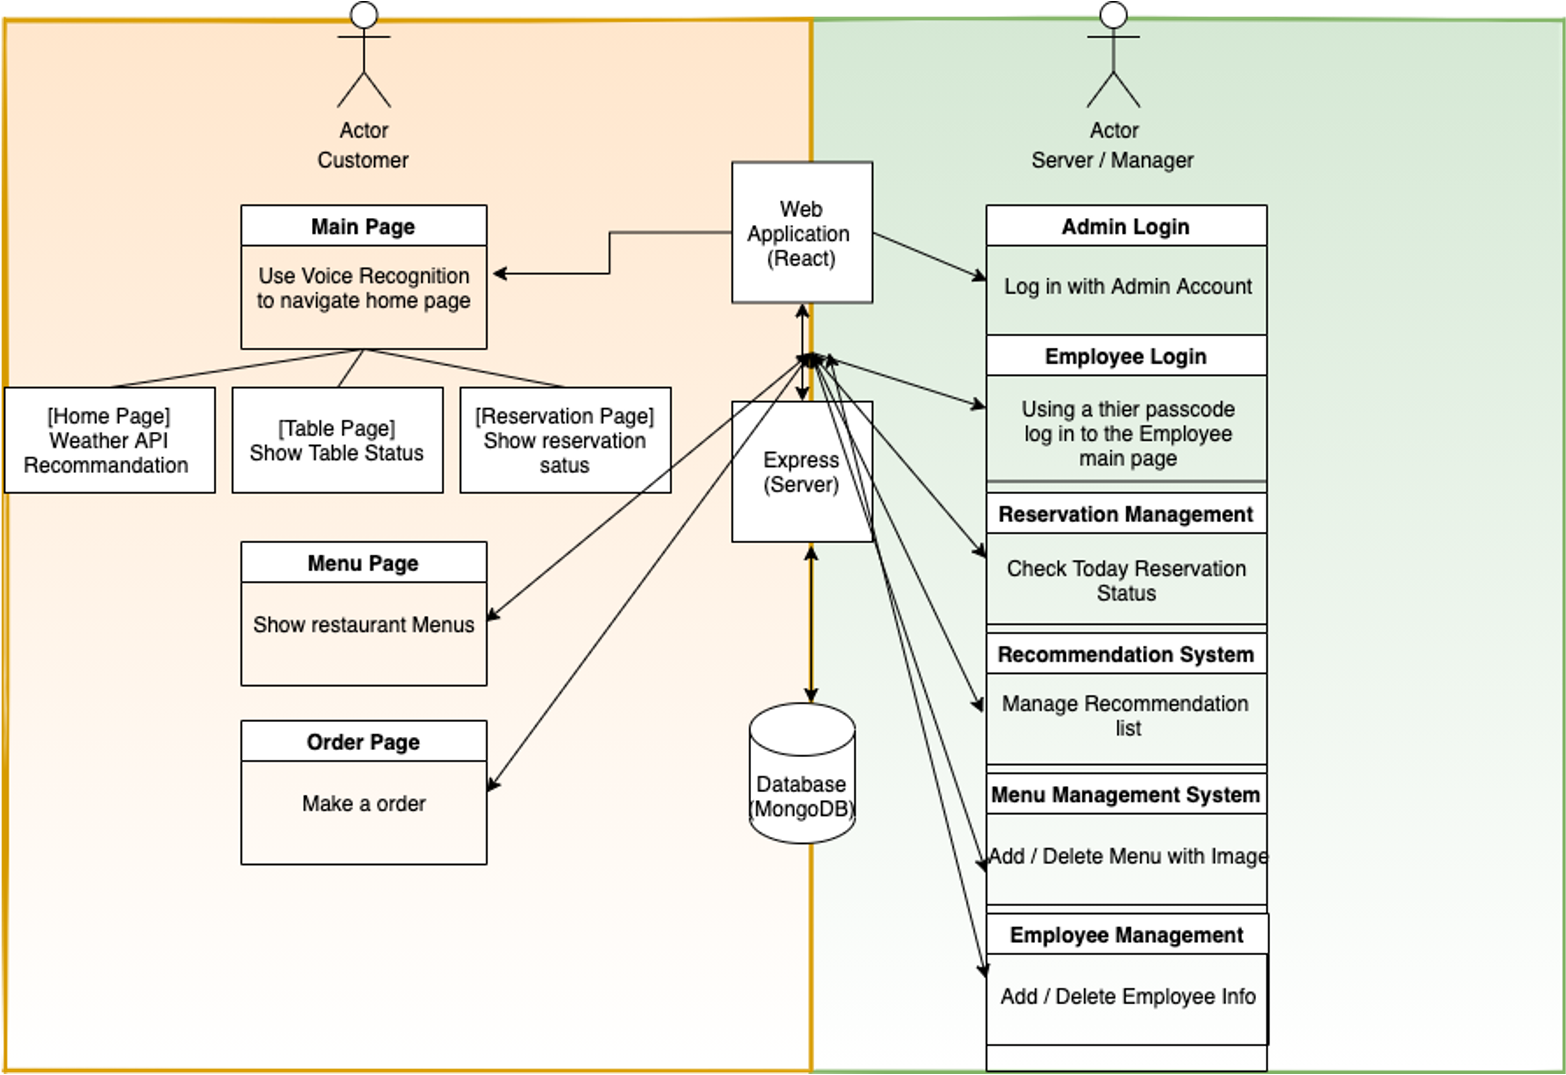 Actor
Customer
Actor
Server / Manager
Web
Application
(React)
Main Page
Use Voice Recognition
to navigate home page
[Home Page]
Weather API
Recommandation
[Table Page]
Show Table Status
[Reservation Page]
Show reservation
satus
Menu Page
Show restaurant Menus
Order Page
Make a order
Express
(Server)
Database
(MongoDB)
Admin Login
Log in with Admin Account
Employee Login
Using a thier passcode
log in to the Employee
main page
Reservation Management
Check Today Reservation
Status
Recommendation System
Manage Recommendation
list
Menu Management System
Add / Delete Menu with Image
Employee Management
Add / Delete Employee Info